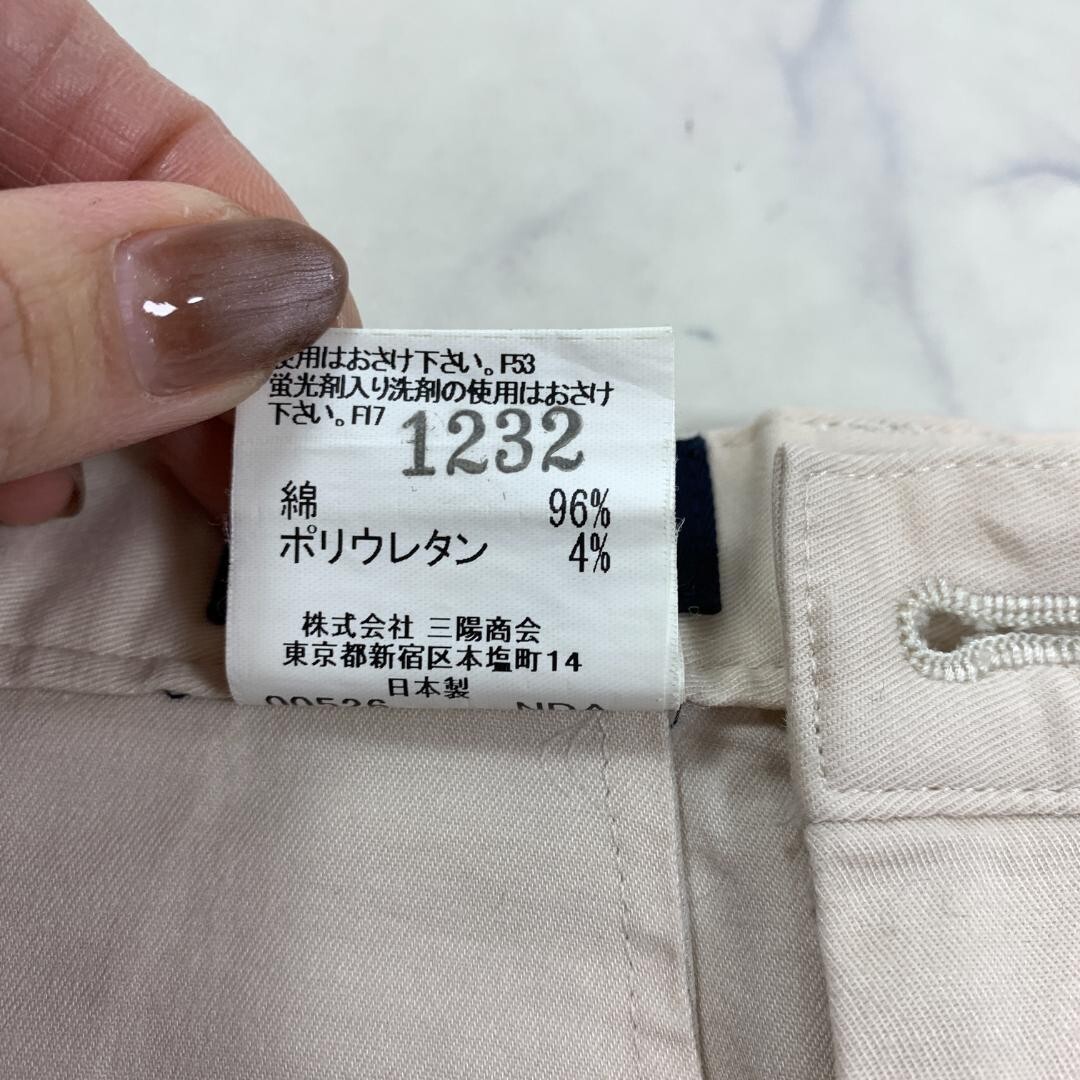 使用はおさけ下さい。F53
蛍光剤入り洗剤の使用はおさけ
下さい。F17
1232
綿 96%
ポリウレタン 4%
株式会社 三陽商会
東京都新宿区本塩町14
日本製
00526 NDA